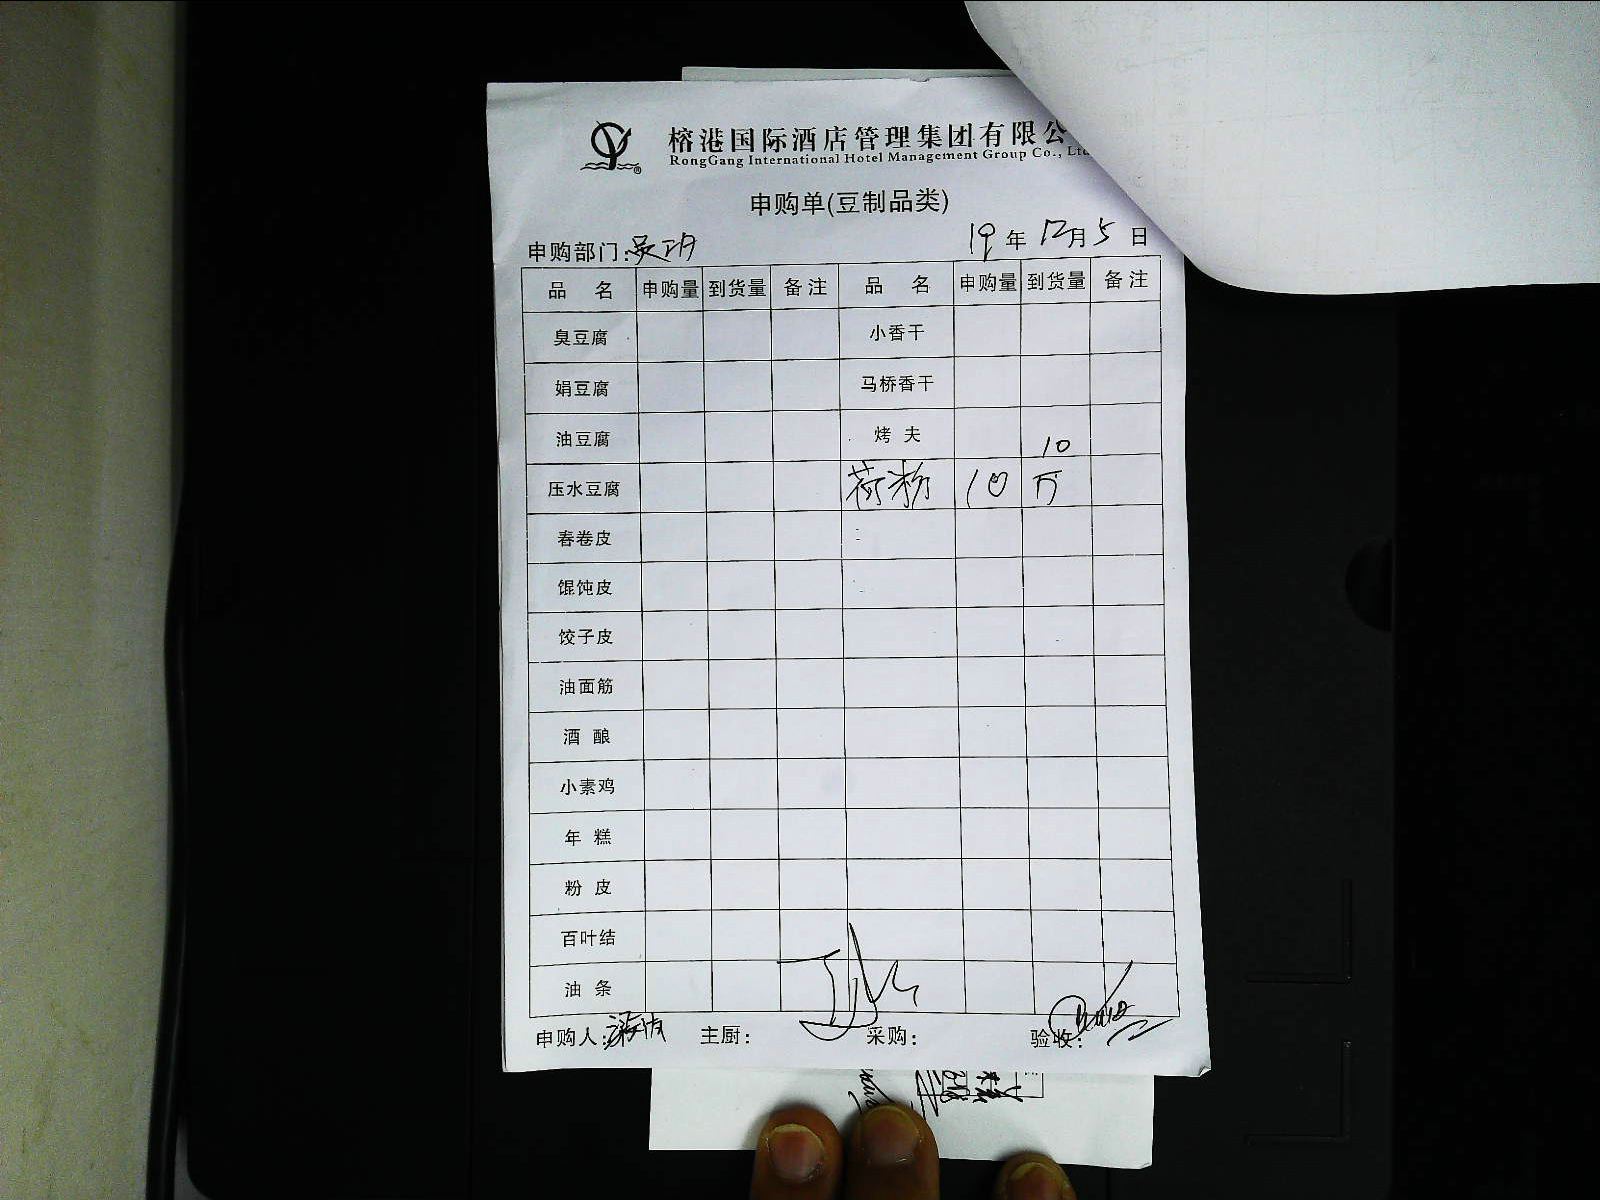 榕港国际酒店管理集团有限公
RongGang International Hotel Management Group Co., Ltd
申购单(豆制品类)
申购部门: 19年12月5日
品 名 申购量 到货量 备注 品 名 申购量 到货量 备注
臭豆腐 小香干
娟豆腐 马桥香干
油豆腐 烤夫 10
压水豆腐 荷粉 10 斤
春卷皮
馄饨皮
饺子皮
油面筋
酒酿
小素鸡
年糕
粉皮
百叶结
油条
申购人: 主厨: 采购: 验收: